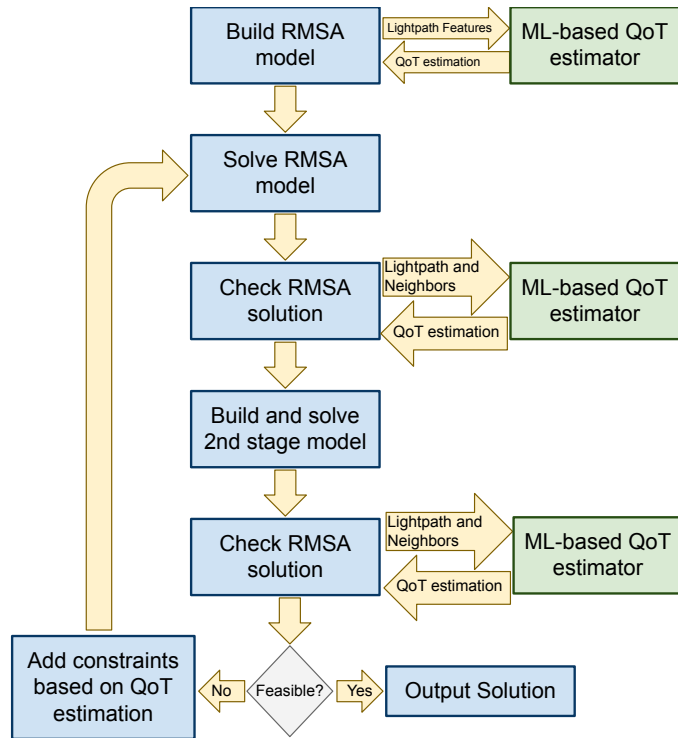 Build RMSA
model
Lightpath Features
QoT estimation
ML-based QoT
estimator
Solve RMSA
model
Check RMSA
solution
Lightpath and
Neighbors
QoT estimation
ML-based QoT
estimator
Build and solve
2nd stage model
Check RMSA
solution
Lightpath and
Neighbors
QoT estimation
ML-based QoT
estimator
Add constraints
based on QoT
estimation
No
Feasible?
Yes
Output Solution